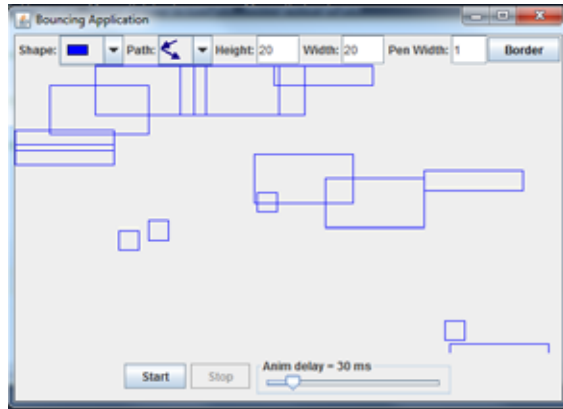 Bouncing Application
Shape: Path: Height: 20 Width: 20 Pen Width: 1 Border
Anim delay = 30 ms
Start Stop